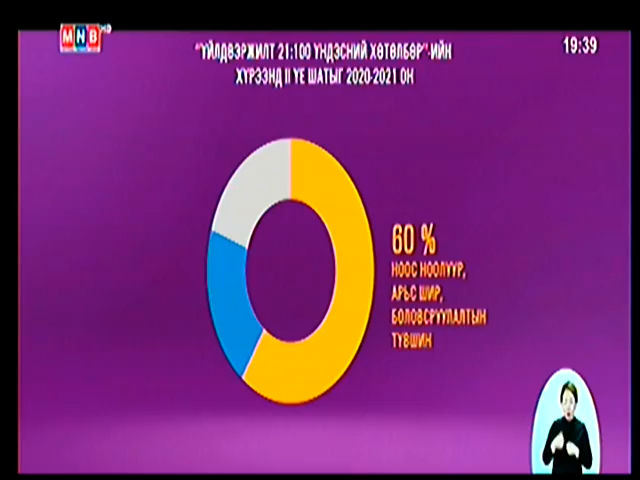 MNB HD
19:39
"ҮЙЛДВЭРЖИЛТ 21:100 ҮНДЭСНИЙ ХӨТӨЛБӨР"-ИЙН
ХҮРЭЭНД II ҮЕ ШАТЫГ 2020-2021 ОН
60 %
НООС НООЛУУР,
АРЬС ШИР,
БОЛОВСРУУЛАЛТЫН
ТҮВШИН